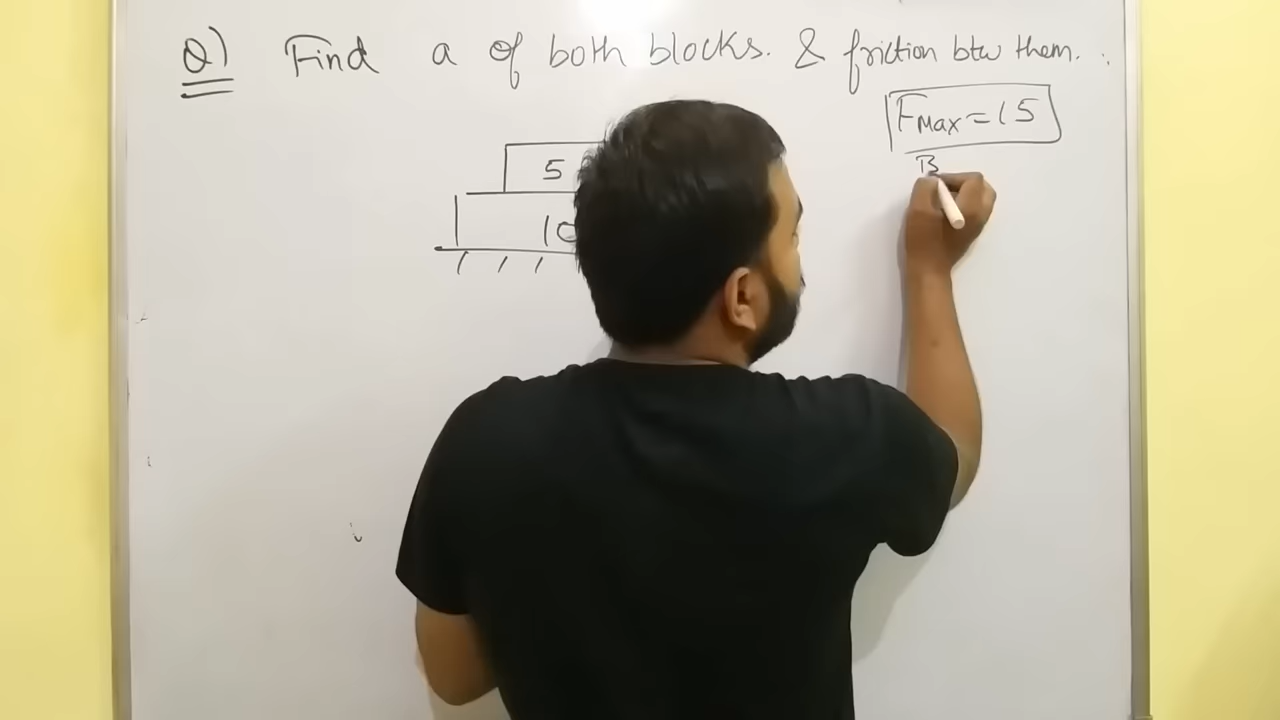 Q) Find a of both blocks. & friction btw them.
FMax = 15
B
5
10